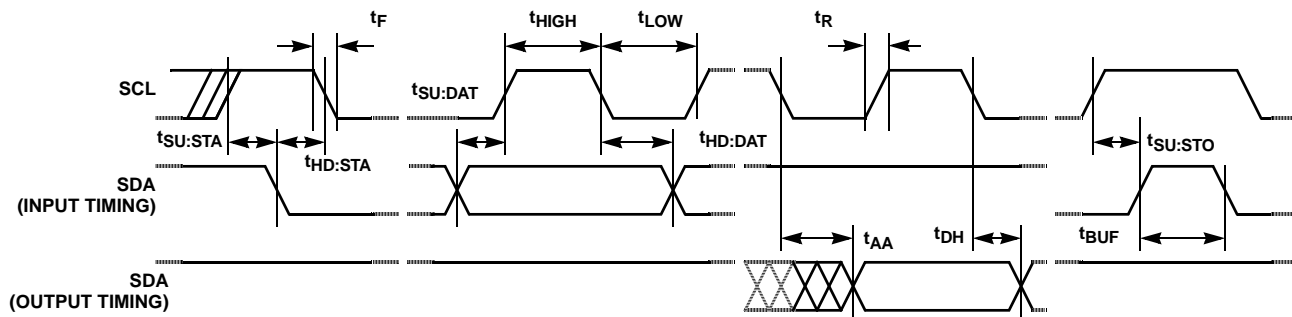 tF
tHIGH
tLOW
tR
SCL
tSU:DAT
tSU:STA
tHD:STA
tHD:DAT
tSU:STO
SDA
(INPUT TIMING)
tAA
tDH
tBUF
SDA
(OUTPUT TIMING)